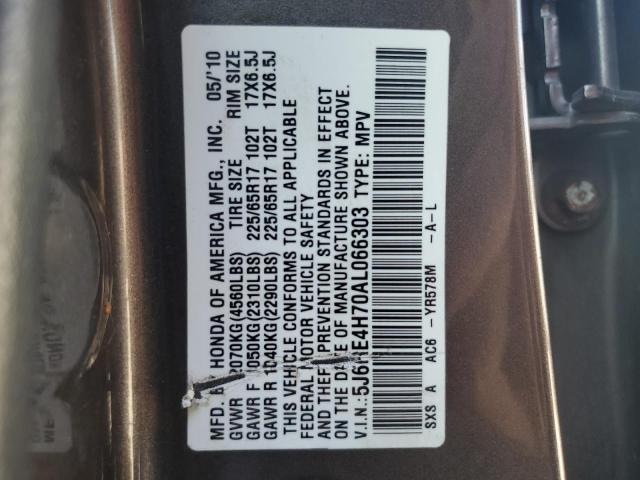 MFD. BY HONDA OF AMERICA MFG., INC. 05/'10
TIRE SIZE RIM SIZE
GVWR 2070KG(4560LBS)
GAWR F 1050KG(2310LBS) 225/65R17 102T 17X6.5J
GAWR R 1040KG(2290LBS) 225/65R17 102T 17X6.5J
THIS VEHICLE CONFORMS TO ALL APPLICABLE
FEDERAL MOTOR VEHICLE SAFETY
AND THEFT PREVENTION STANDARDS IN EFFECT
ON THE DATE OF MANUFACTURE SHOWN ABOVE.
V.I.N.: TYPE: MPV
SXS A AC6 -YR578M -A-L